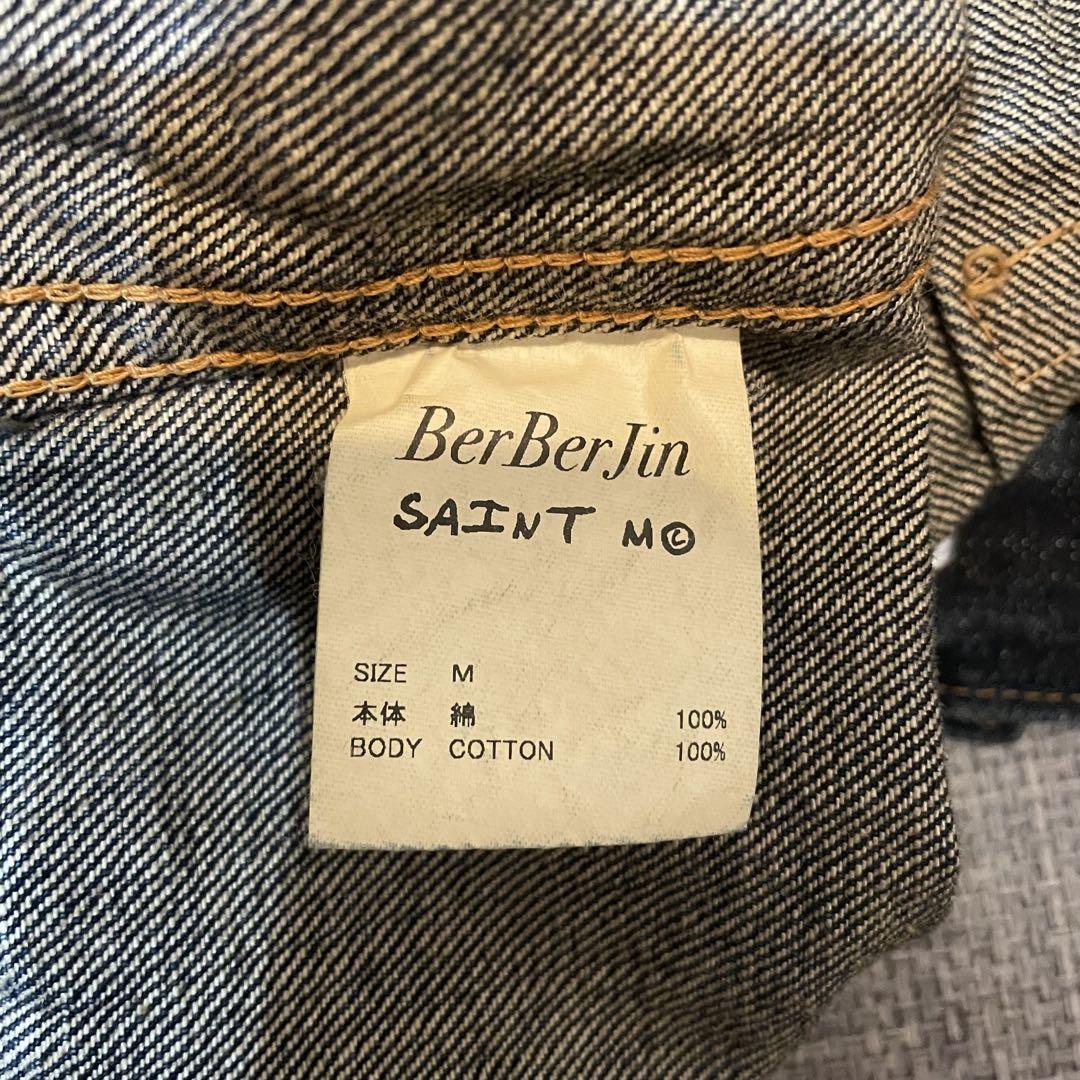 BerBerJin
SAINT M©
SIZE M
本体 綿 100%
BODY COTTON 100%